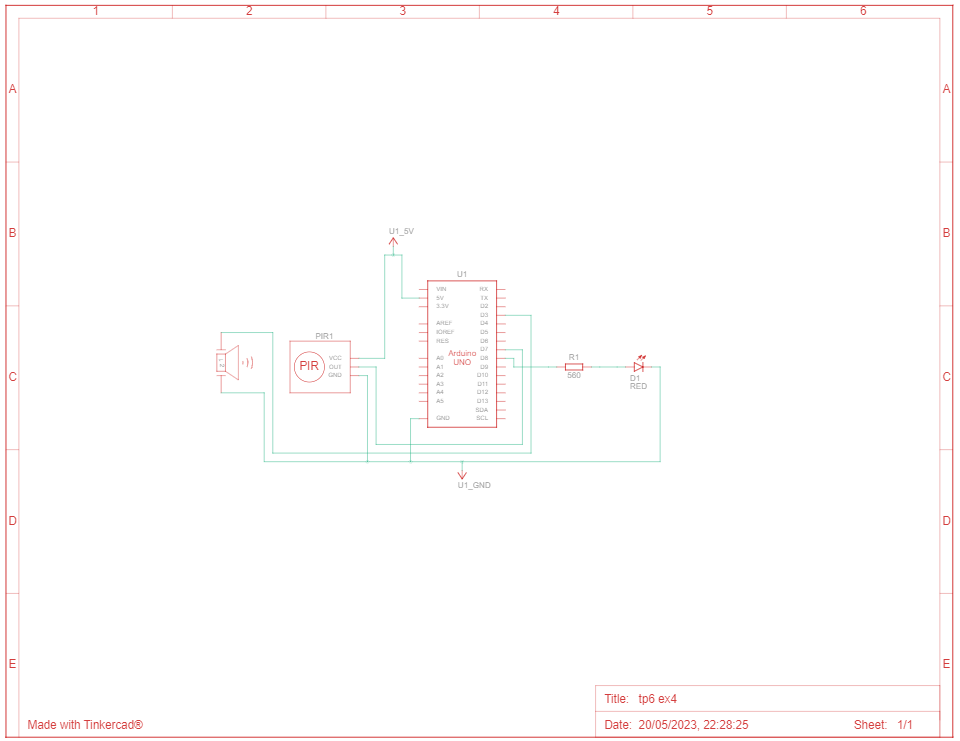 1 2 3 4 5 6
A A
B B
U1_5V
U1
VIN RX
5V TX
3.3V D2
D3
AREF D4
IOREF D5
RES D6
D7
A0 D8
A1 D9
A2 D10
A3 D11
A4 D12
A5 D13
SDA
GND SCL
Arduino
UNO
PIR1
PIR
VCC
OUT
GND
R1
560
D1
RED
C C
U1_GND
D D
E E
Title: tp6 ex4
Made with Tinkercad®
Date: 20/05/2023, 22:28:25 Sheet: 1/1